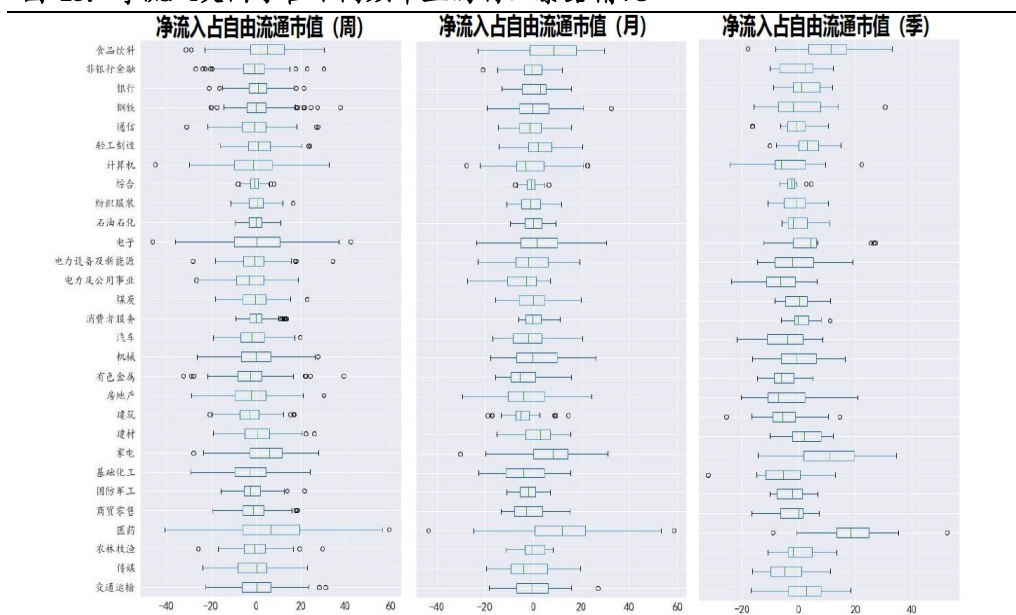 净流入占自由流通市值（周）
净流入占自由流通市值（月）
净流入占自由流通市值（季）
食品饮料
非银行金融
银行
钢铁
通信
轻工制造
计算机
综合
纺织服装
石油石化
电子
电力设备及新能源
电力及公用事业
煤炭
消费者服务
汽车
机械
有色金属
房地产
建筑
建材
家电
基础化工
国防军工
商贸零售
医药
农林牧渔
传媒
交通运输
-40 -20 0 20 40 60
-40 -20 0 20 40 60
-20 0 20 40